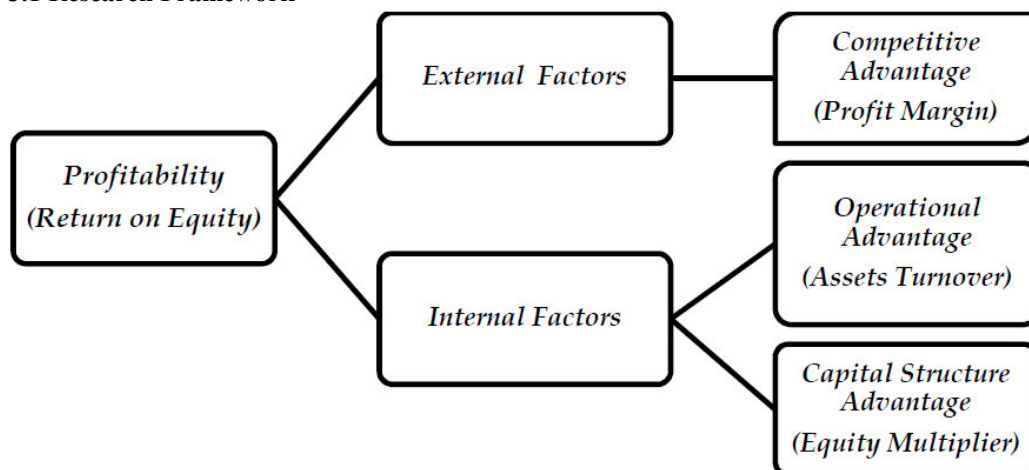 3.1 Research Framework
External Factors
Competitive
Advantage
(Profit Margin)
Profitability
(Return on Equity)
Operational
Advantage
(Assets Turnover)
Internal Factors
Capital Structure
Advantage
(Equity Multiplier)